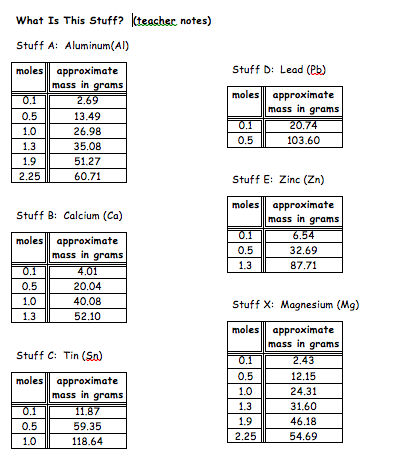 What Is This Stuff? (teacher notes)
Stuff A: Aluminum(Al)
moles approximate
mass in grams
0.1 2.69
0.5 13.49
1.0 26.98
1.3 35.08
1.9 51.27
2.25 60.71
Stuff B: Calcium (Ca)
moles approximate
mass in grams
0.1 4.01
0.5 20.04
1.0 40.08
1.3 52.10
Stuff C: Tin (Sn)
moles approximate
mass in grams
0.1 11.87
0.5 59.35
1.0 118.64
Stuff D: Lead (Pb)
moles approximate
mass in grams
0.1 20.74
0.5 103.60
Stuff E: Zinc (Zn)
moles approximate
mass in grams
0.1 6.54
0.5 32.69
1.3 87.71
Stuff X: Magnesium (Mg)
moles approximate
mass in grams
0.1 2.43
0.5 12.15
1.0 24.31
1.3 31.60
1.9 46.18
2.25 54.69